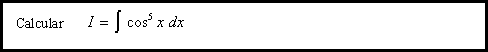 Calcular I = ∫ cos⁵ x dx